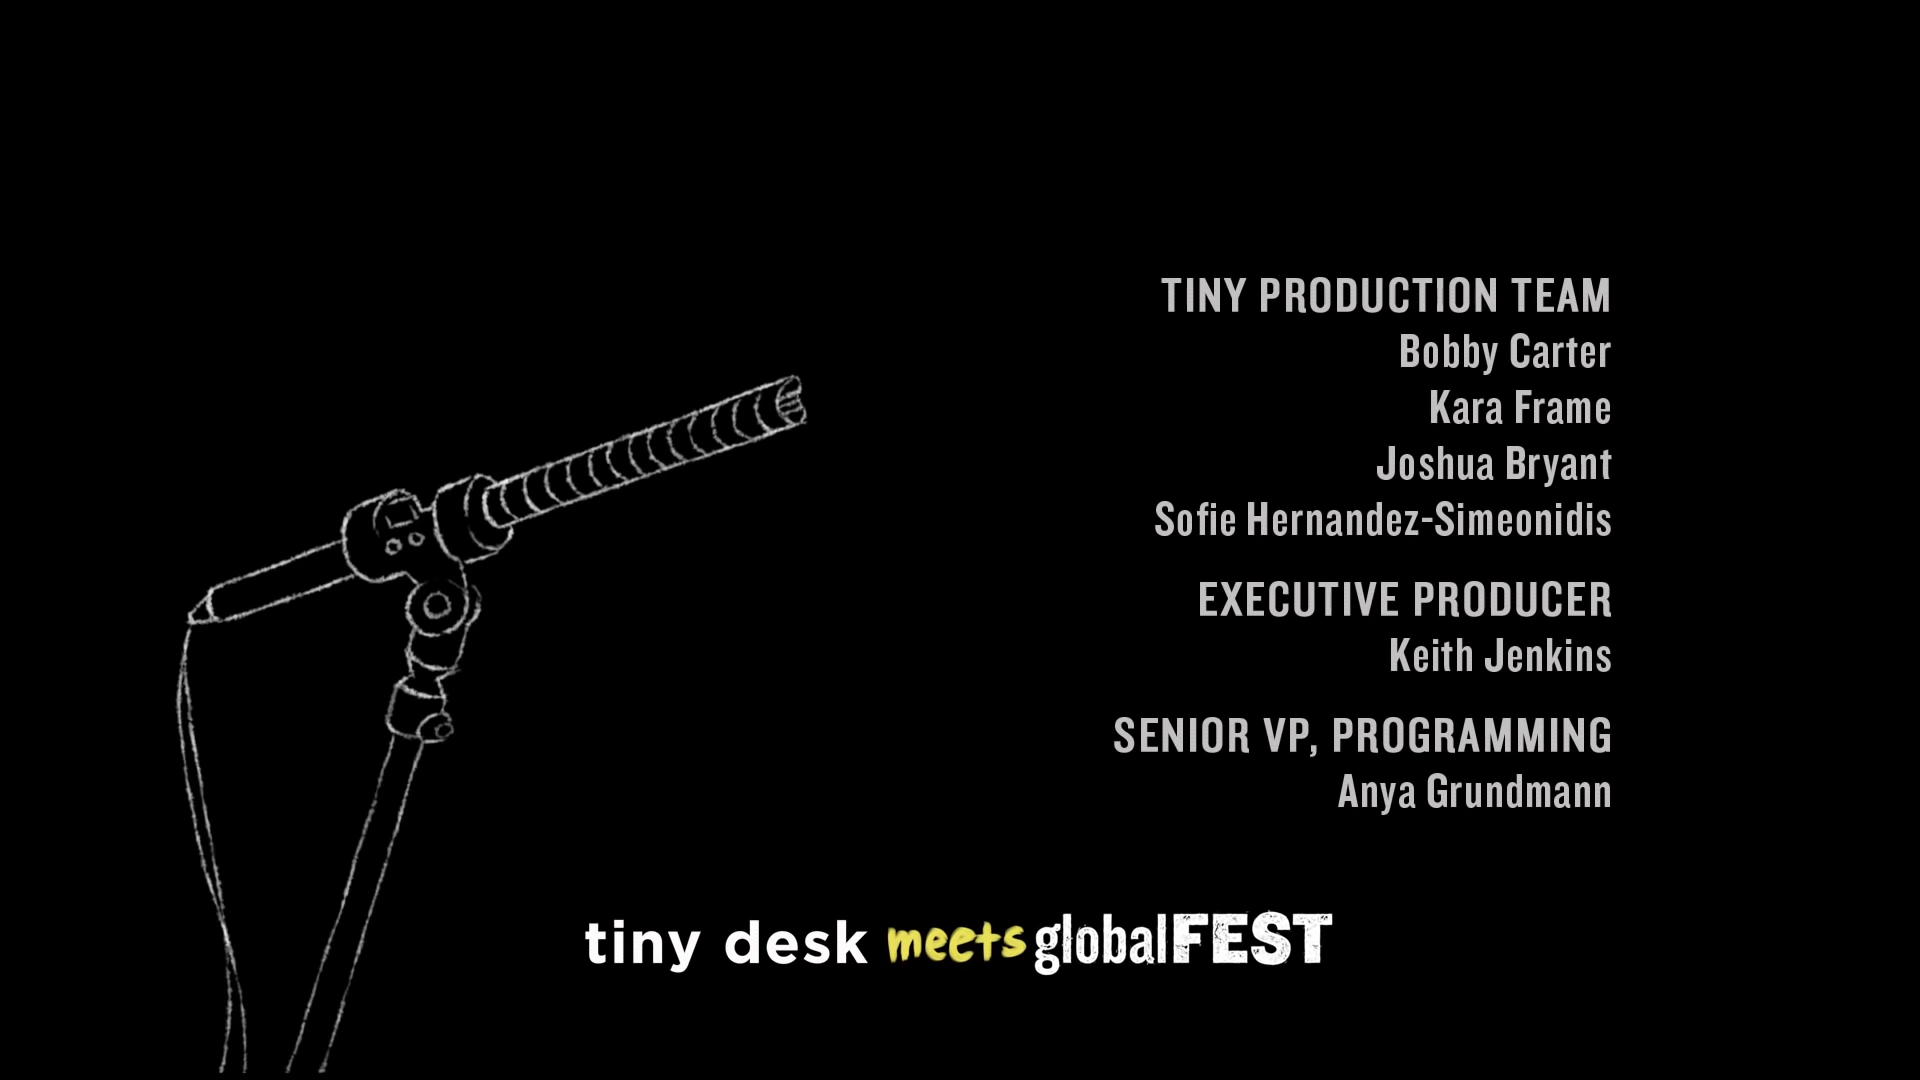 TINY PRODUCTION TEAM
Bobby Carter
Kara Frame
Joshua Bryant
Sofie Hernandez-Simeonidis
EXECUTIVE PRODUCER
Keith Jenkins
SENIOR VP, PROGRAMMING
Anya Grundmann
tiny desk meets globalFEST